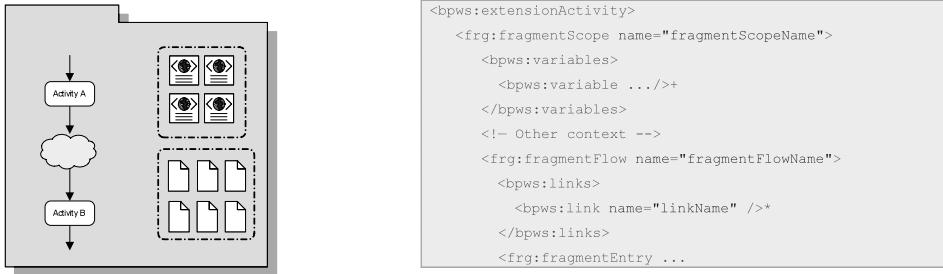 Activity A
Activity B
<bpws:extensionActivity>
<frg:fragmentScope name="fragmentScopeName">
<bpws:variables>
<bpws:variable .../>+
</bpws:variables>
<!— Other context -->
<frg:fragmentFlow name="fragmentFlowName">
<bpws:links>
<bpws:link name="linkName" />*
</bpws:links>
<frg:fragmentEntry ...